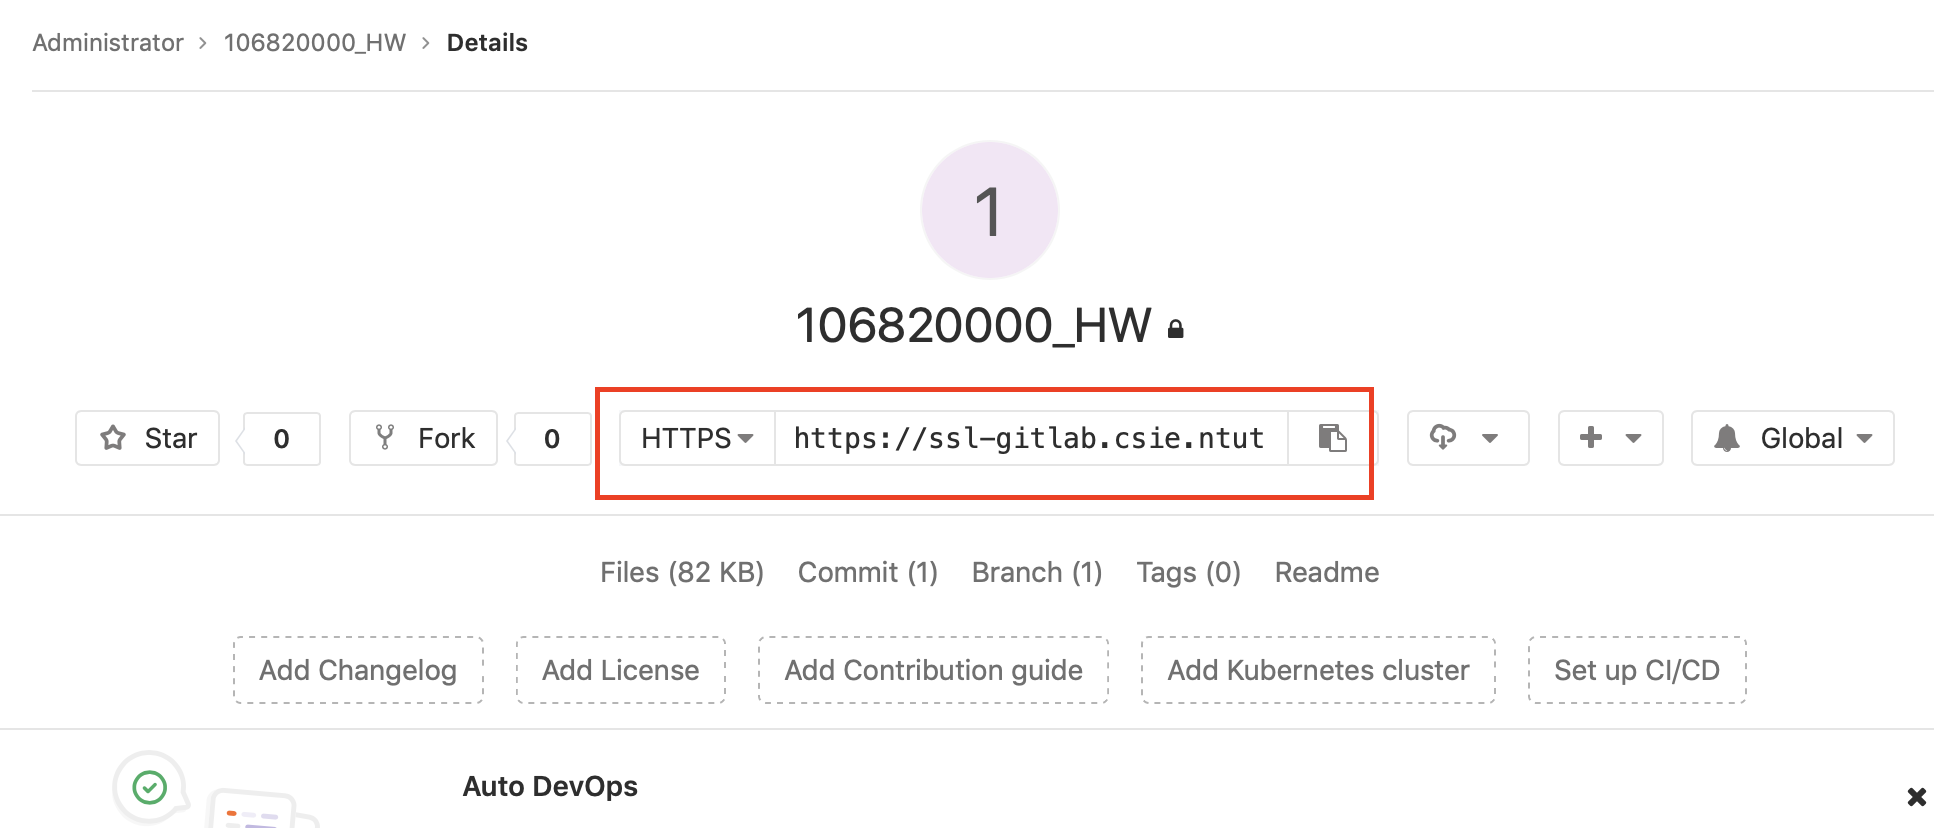 Administrator > 106820000_HW > Details
1
106820000_HW
Star 0 Fork 0 HTTPS https://ssl-gitlab.csie.ntut Global
Files (82 KB) Commit (1) Branch (1) Tags (0) Readme
Add Changelog Add License Add Contribution guide Add Kubernetes cluster Set up CI/CD
Auto DevOps